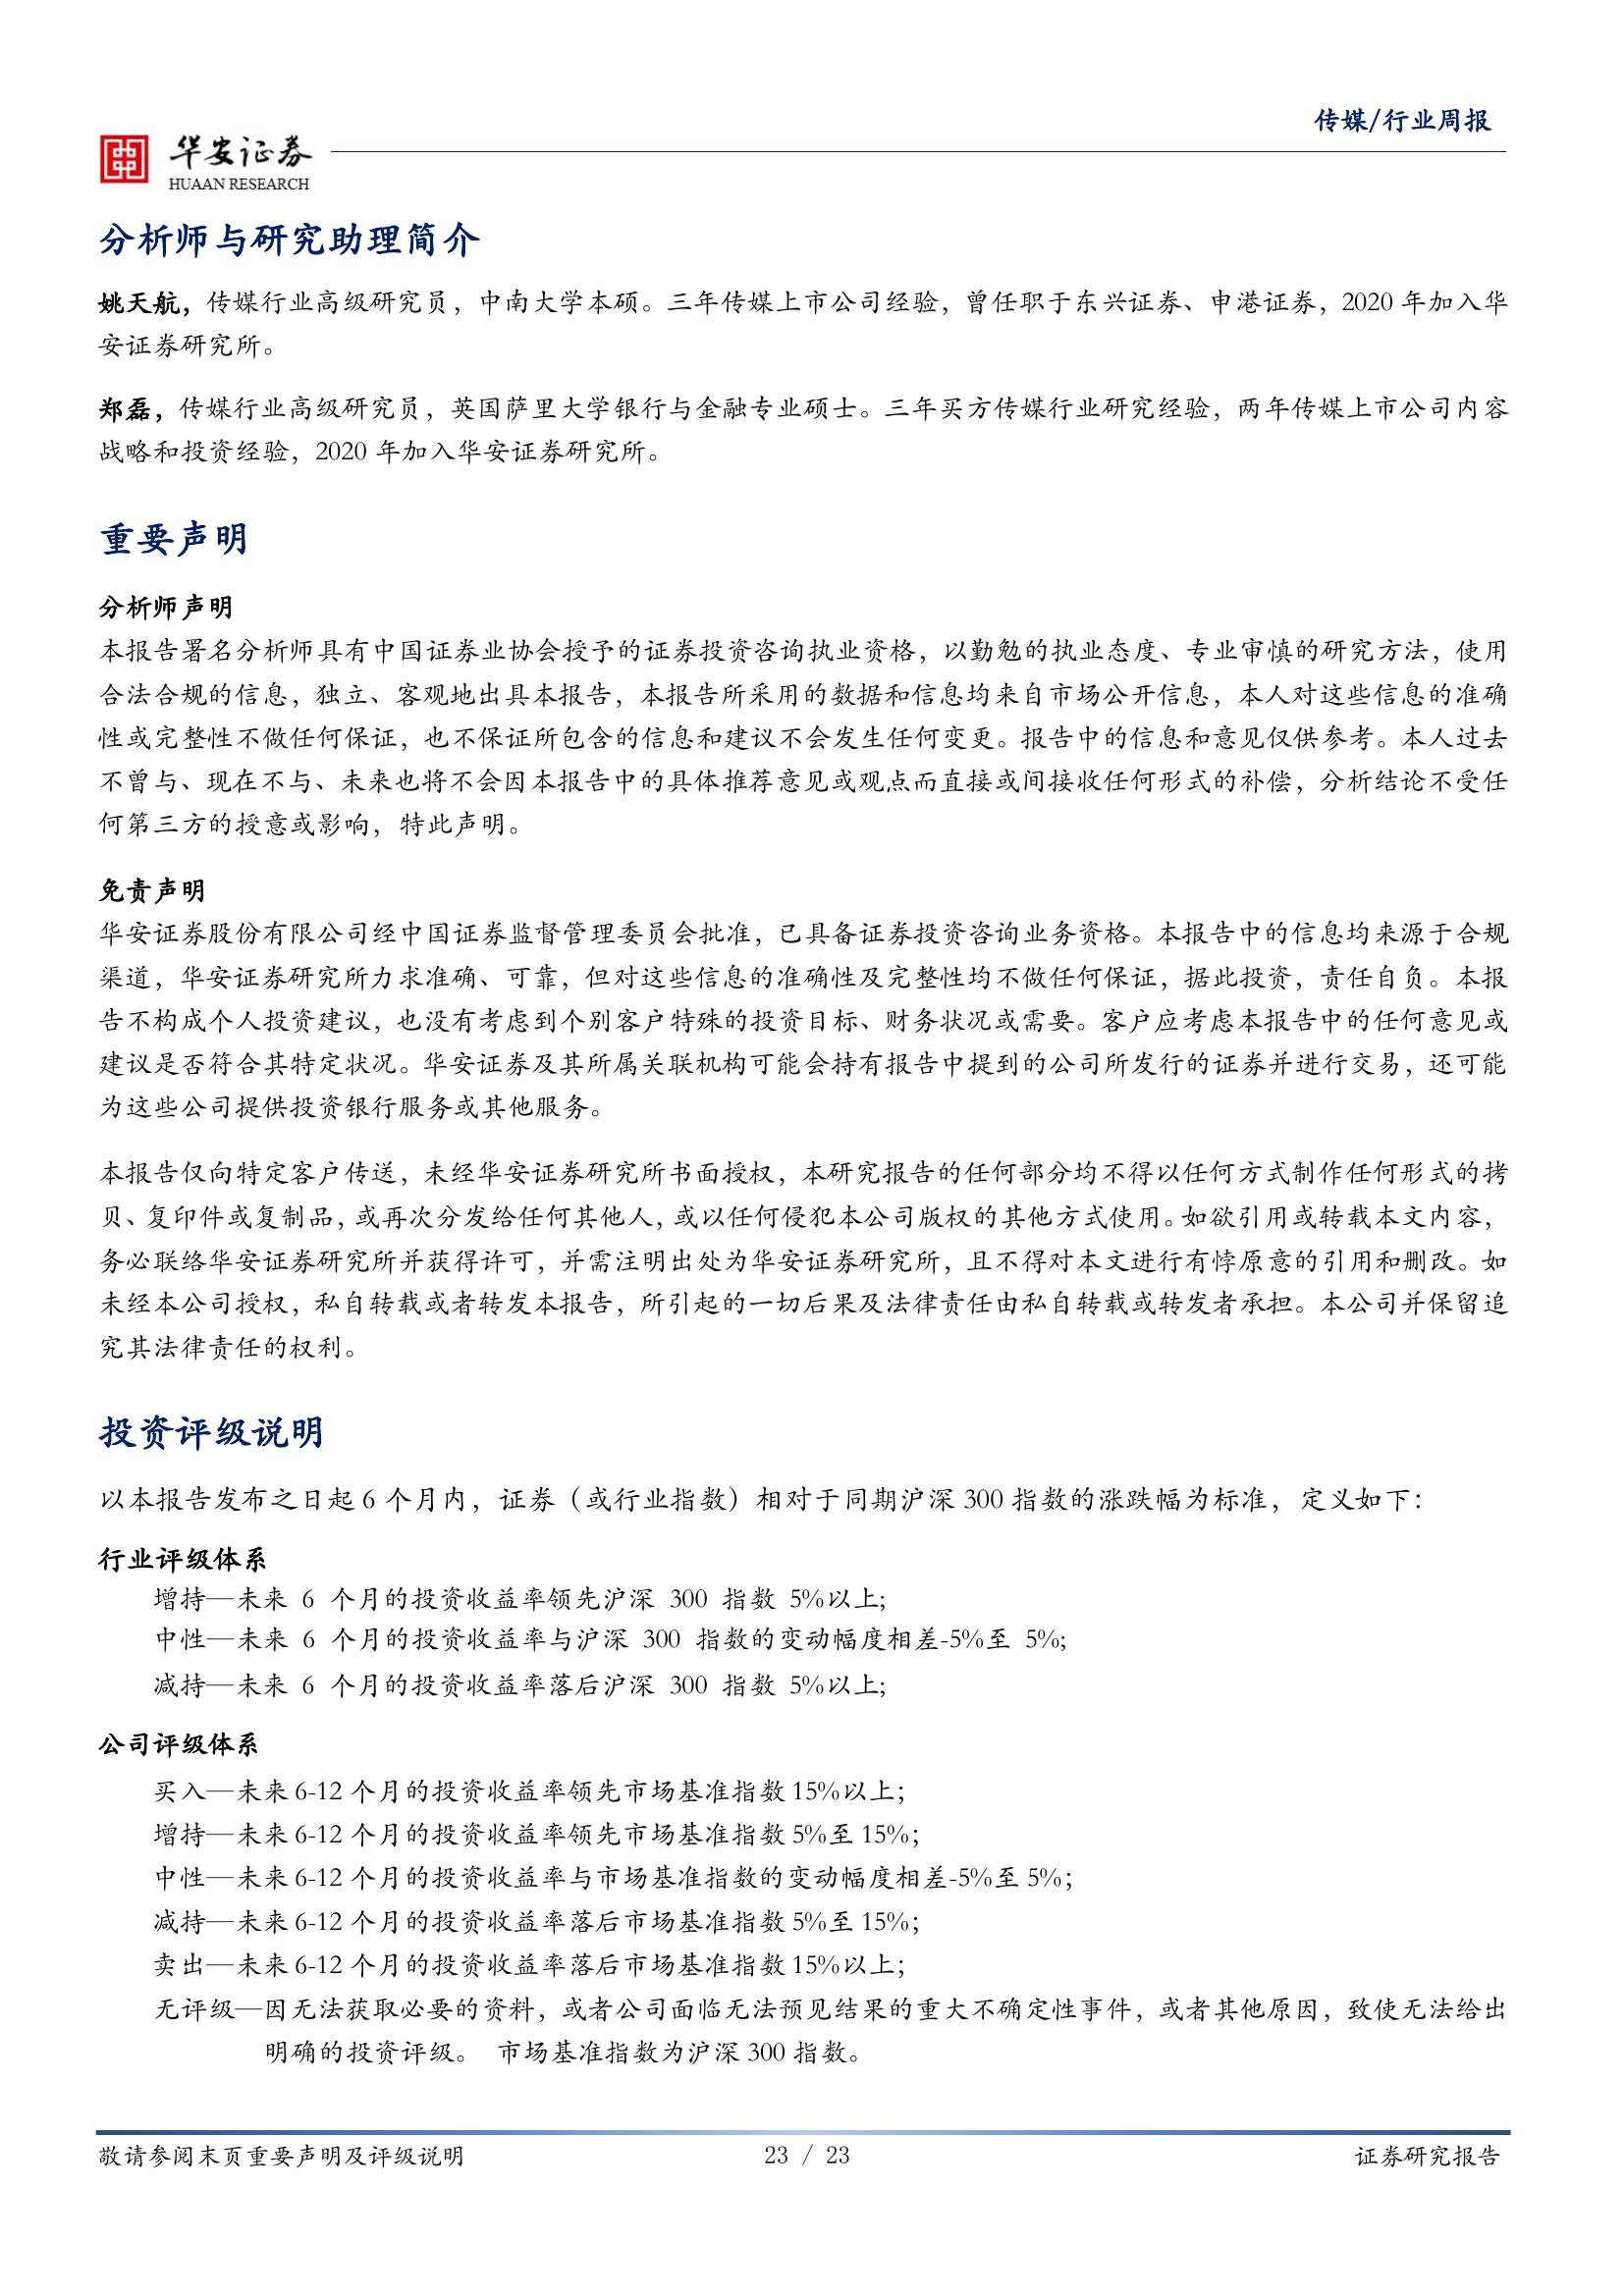 传媒/行业周报
华安证券
HUAAN RESEARCH
分析师与研究助理简介
姚天航，传媒行业高级研究员，中南大学本硕。三年传媒上市公司经验，曾任职于东兴证券、申港证券，2020 年加入华
安证券研究所。
郑磊，传媒行业高级研究员，英国萨里大学银行与金融专业硕士。三年买方传媒行业研究经验，两年传媒上市公司内容
战略和投资经验，2020 年加入华安证券研究所。
重要声明
分析师声明
本报告署名分析师具有中国证券业协会授予的证券投资咨询执业资格，以勤勉的执业态度、专业审慎的研究方法，使用
合法合规的信息，独立、客观地出具本报告，本报告所采用的数据和信息均来自市场公开信息，本人对这些信息的准确
性或完整性不做任何保证，也不保证所包含的信息和建议不会发生任何变更。报告中的信息和意见仅供参考。本人过去
不曾与、现在不与、未来也将不会因本报告中的具体推荐意见或观点而直接或间接收任何形式的补偿，分析结论不受任
何第三方的授意或影响，特此声明。
免责声明
华安证券股份有限公司经中国证券监督管理委员会批准，已具备证券投资咨询业务资格。本报告中的信息均来源于合规
渠道，华安证券研究所力求准确、可靠，但对这些信息的准确性及完整性均不做任何保证，据此投资，责任自负。本报
告不构成个人投资建议，也没有考虑到个别客户特殊的投资目标、财务状况或需要。客户应考虑本报告中的任何意见或
建议是否符合其特定状况。华安证券及其所属关联机构可能会持有报告中提到的公司所发行的证券并进行交易，还可能
为这些公司提供投资银行服务或其他服务。
本报告仅向特定客户传送，未经华安证券研究所书面授权，本研究报告的任何部分均不得以任何方式制作任何形式的拷
贝、复印件或复制品，或再次分发给任何其他人，或以任何侵犯本公司版权的其他方式使用。如欲引用或转载本文内容，
务必联络华安证券研究所并获得许可，并需注明出处为华安证券研究所，且不得对本文进行有悖原意的引用和删改。如
未经本公司授权，私自转载或者转发本报告，所引起的一切后果及法律责任由私自转载或转发者承担。本公司并保留追
究其法律责任的权利。
投资评级说明
以本报告发布之日起 6 个月内，证券（或行业指数）相对于同期沪深 300 指数的涨跌幅为标准，定义如下：
行业评级体系
增持—未来 6 个月的投资收益率领先沪深 300 指数 5%以上;
中性—未来 6 个月的投资收益率与沪深 300 指数的变动幅度相差-5%至 5%;
减持—未来 6 个月的投资收益率落后沪深 300 指数 5%以上;
公司评级体系
买入—未来 6-12 个月的投资收益率领先市场基准指数 15%以上；
增持—未来 6-12 个月的投资收益率领先市场基准指数 5%至 15%；
中性—未来 6-12 个月的投资收益率与市场基准指数的变动幅度相差-5%至 5%；
减持—未来 6-12 个月的投资收益率落后市场基准指数 5%至 15%；
卖出—未来 6-12 个月的投资收益率落后市场基准指数 15%以上；
无评级—因无法获取必要的资料，或者公司面临无法预见结果的重大不确定性事件，或者其他原因，致使无法给出
明确的投资评级。 市场基准指数为沪深 300 指数。
敬请参阅末页重要声明及评级说明
23 / 23
证券研究报告